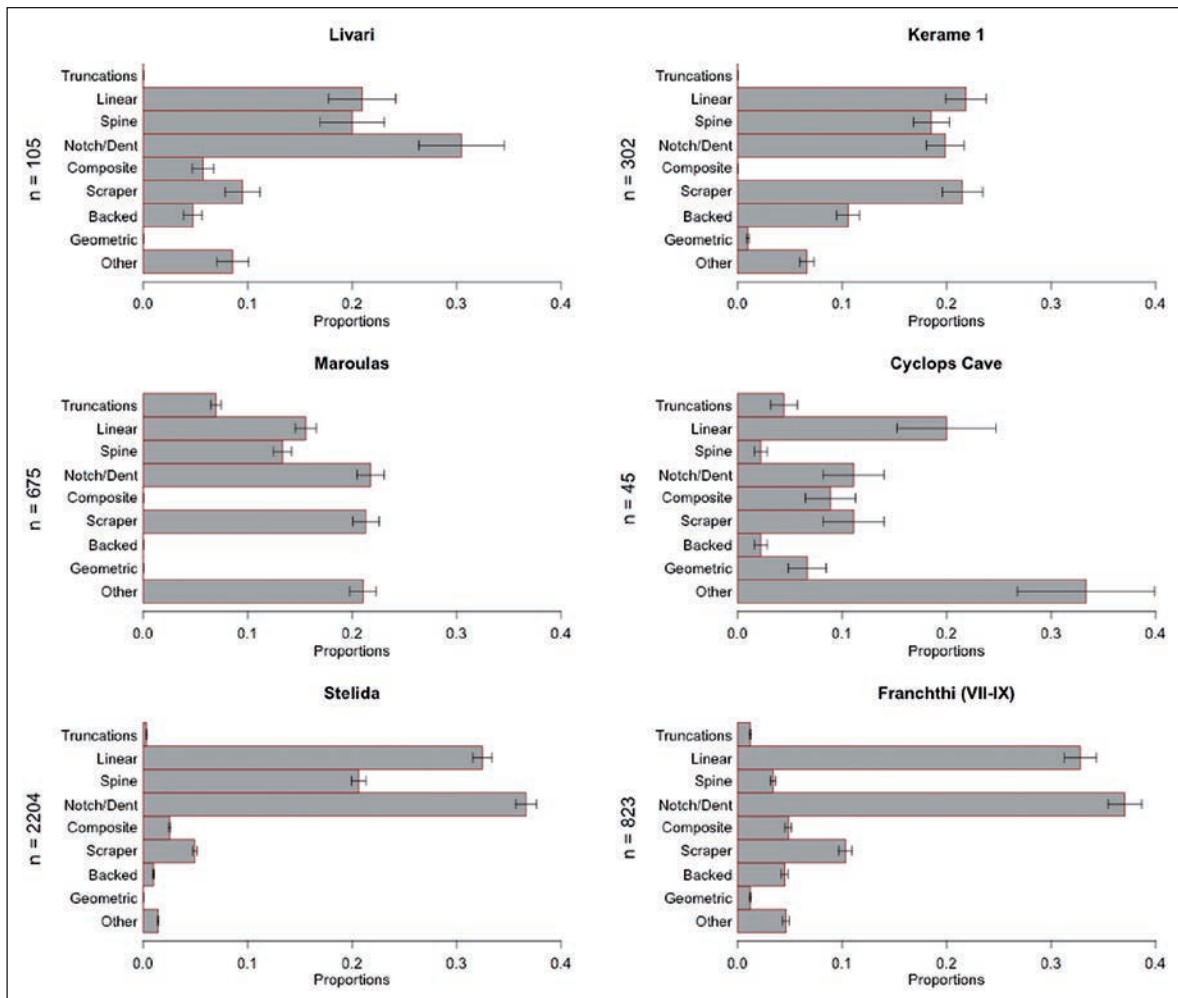 Livari
Truncations
Linear
Spine
Notch/Dent
Composite
Scraper
Backed
Geometric
Other
n = 105
0.0 0.1 0.2 0.3 0.4
Proportions
Kerame 1
Truncations
Linear
Spine
Notch/Dent
Composite
Scraper
Backed
Geometric
Other
n = 302
0.0 0.1 0.2 0.3 0.4
Proportions
Maroulas
Truncations
Linear
Spine
Notch/Dent
Composite
Scraper
Backed
Geometric
Other
n = 675
0.0 0.1 0.2 0.3 0.4
Proportions
Cyclops Cave
Truncations
Linear
Spine
Notch/Dent
Composite
Scraper
Backed
Geometric
Other
n = 45
0.0 0.1 0.2 0.3 0.4
Proportions
Stelida
Truncations
Linear
Spine
Notch/Dent
Composite
Scraper
Backed
Geometric
Other
n = 2204
0.0 0.1 0.2 0.3 0.4
Proportions
Franchthi (VII-IX)
Truncations
Linear
Spine
Notch/Dent
Composite
Scraper
Backed
Geometric
Other
n = 823
0.0 0.1 0.2 0.3 0.4
Proportions